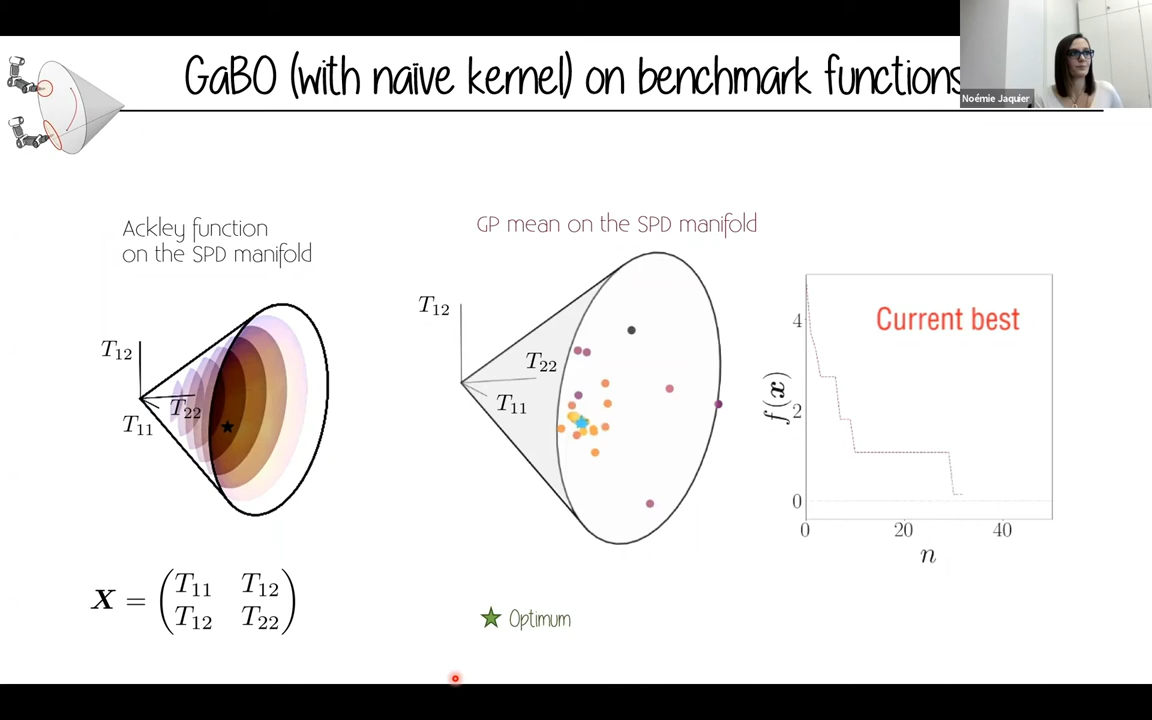 GaBO (with naïve kernel) on benchmark functions
Noémie Jaquier
Ackley function
on the SPD manifold
T12
T22
T11
X = (T11 T12
T12 T22)
GP mean on the SPD manifold
T12
T22
T11
Optimum
Current best
f(x)
4
2
0
0 20 40
n